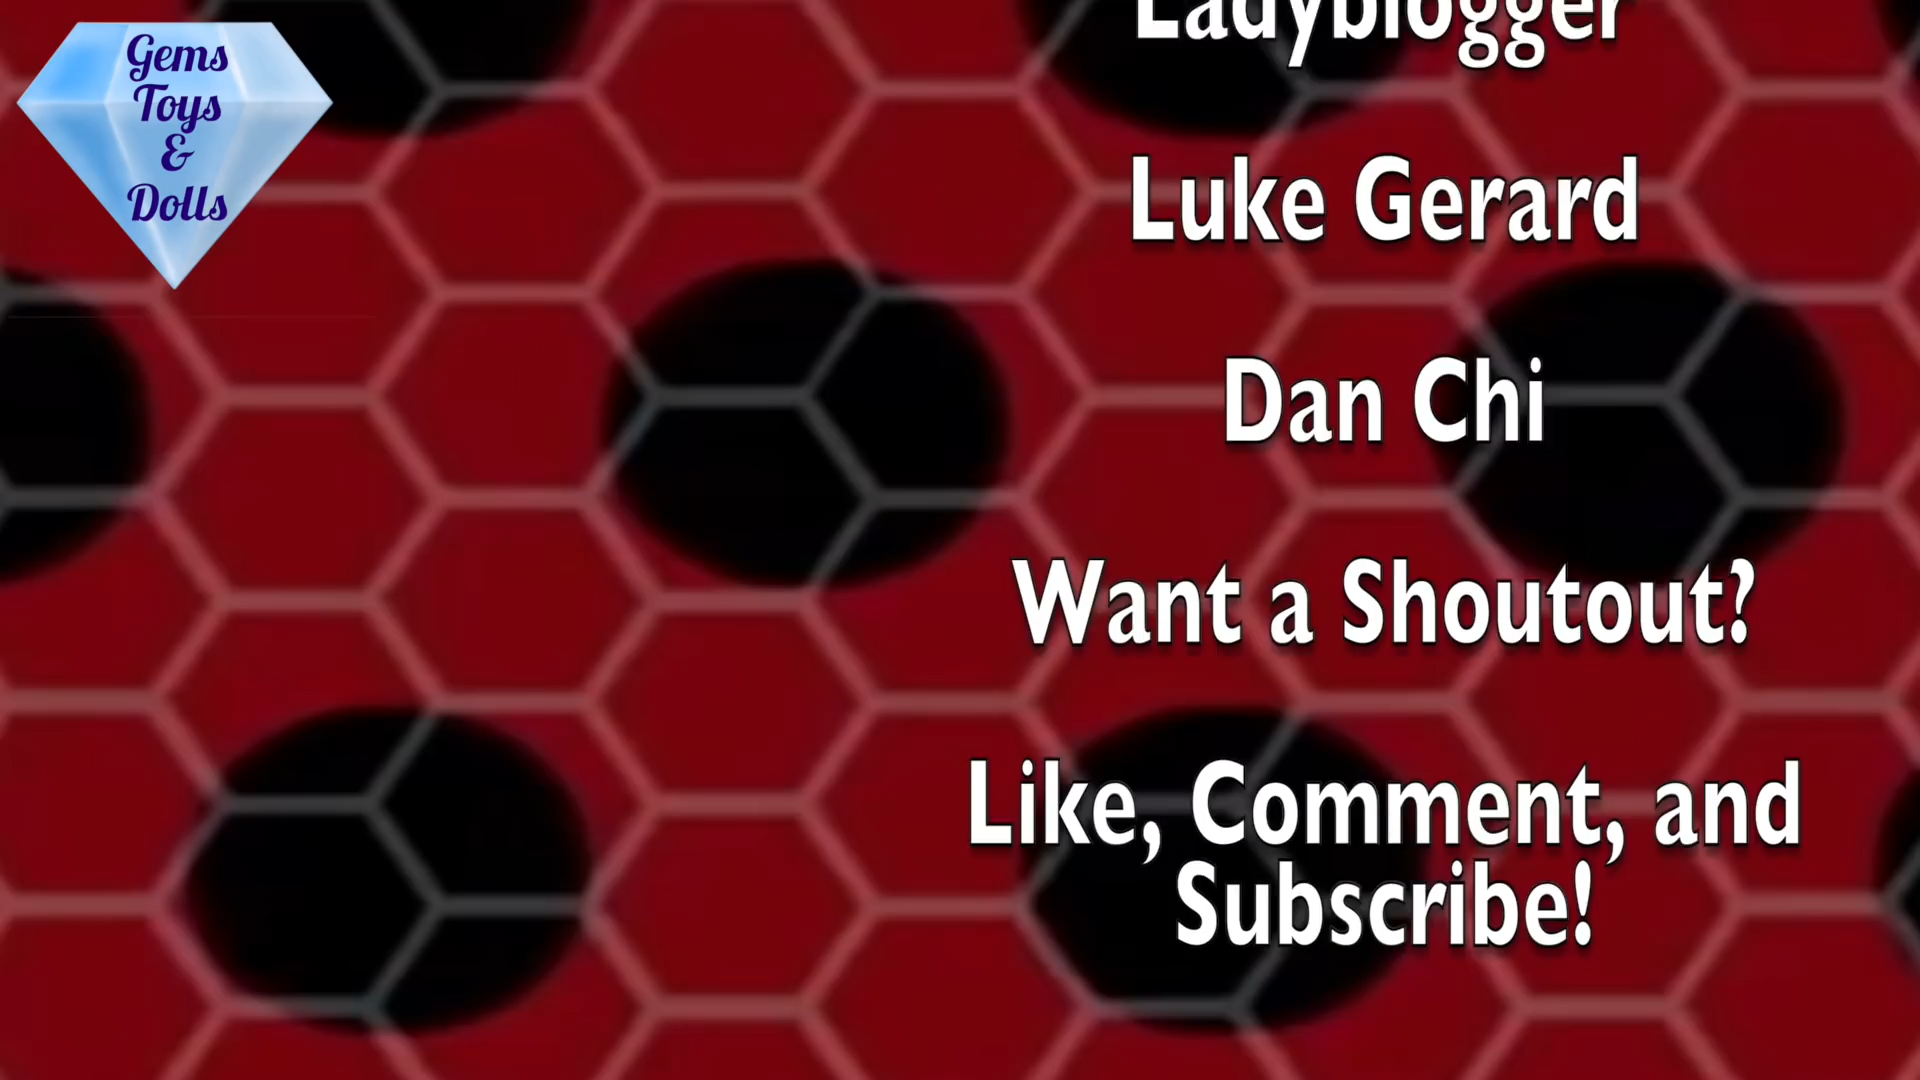 Gems
Toys
&
Dolls
Ladyblogger
Luke Gerard
Dan Chi
Want a Shoutout?
Like, Comment, and
Subscribe!